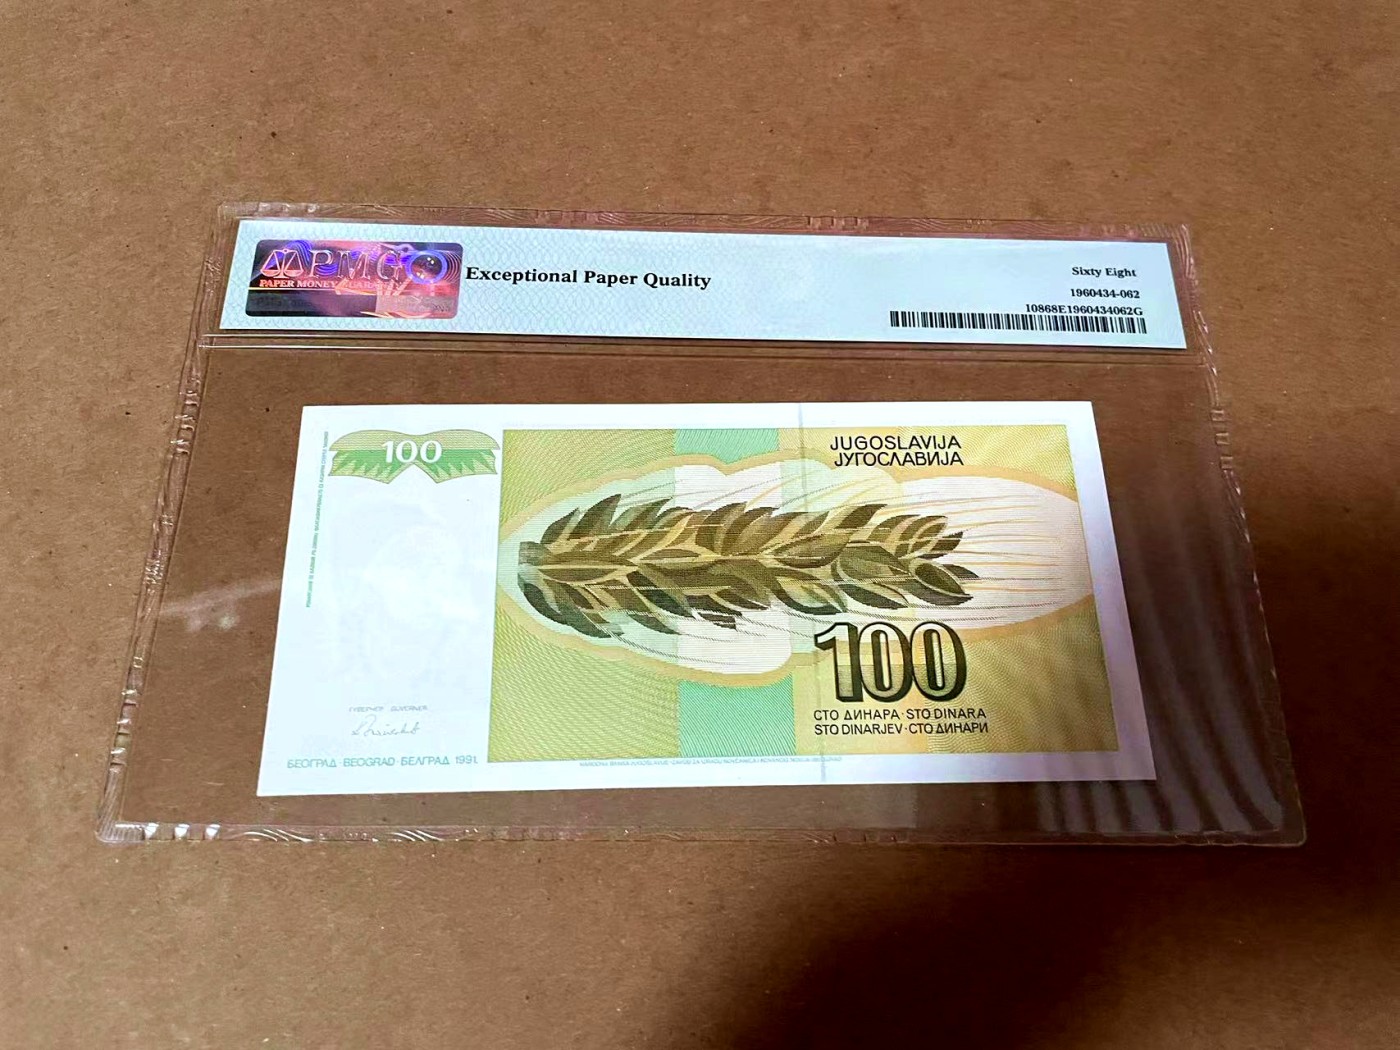 PMG
PAPER MONEY GUARANTY
Exceptional Paper Quality
Sixty Eight
1960434-062
10868E1960434062G
100
JUGOSLAVIJA
ЈУГОСЛАВИЈА
100
СТО ДИНАРА · STO DINARA
STO DINARJEV · СТО ДИНАРИ
ГУВЕРНЕР GUVERNER
БЕОГРАД · BEOGRAD · БЕЛГРАД 1991.